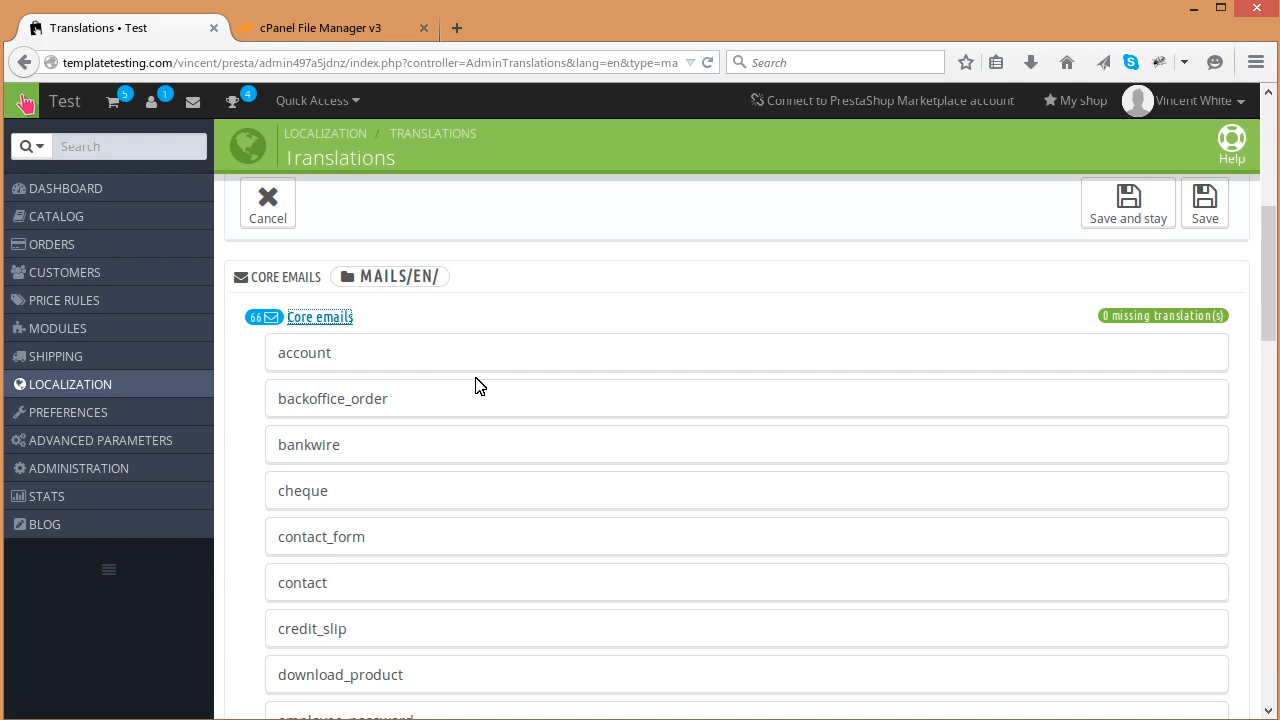 Translations • Test
cPanel File Manager v3
templatetesting.com/vincent/presta/admin497a5jdnz/index.php?controller=AdminTranslations&lang=en&type=ma
Search
Test
5
1
4
Quick Access
Connect to PrestaShop Marketplace account
My shop
Vincent White
Search
LOCALIZATION / TRANSLATIONS
Translations
Help
DASHBOARD
CATALOG
ORDERS
CUSTOMERS
PRICE RULES
MODULES
SHIPPING
LOCALIZATION
PREFERENCES
ADVANCED PARAMETERS
ADMINISTRATION
STATS
BLOG
Cancel
Save and stay
Save
CORE EMAILS MAILS/EN/
66 Core emails
0 missing translation(s)
account
backoffice_order
bankwire
cheque
contact_form
contact
credit_slip
download_product
employee_password